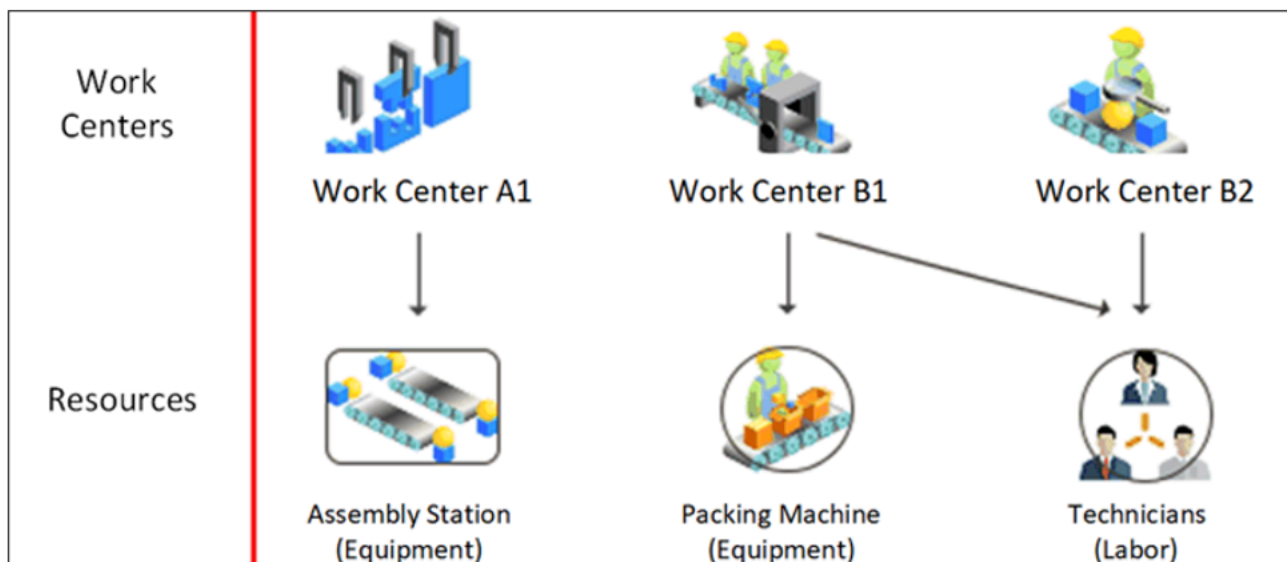 Work
Centers
Work Center A1
Work Center B1
Work Center B2
Resources
Assembly Station
(Equipment)
Packing Machine
(Equipment)
Technicians
(Labor)